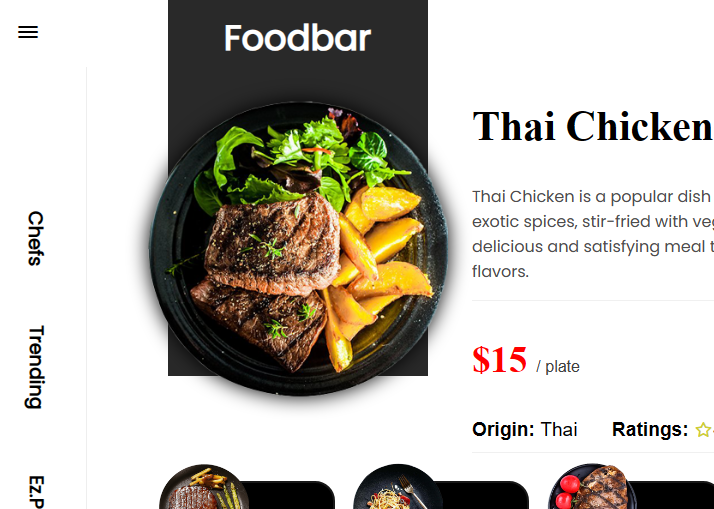 Foodbar
Chefs
Trending
Ez.P
Thai Chicken
Thai Chicken is a popular dish
exotic spices, stir-fried with veg
delicious and satisfying meal t
flavors.
$15 / plate
Origin: Thai Ratings: